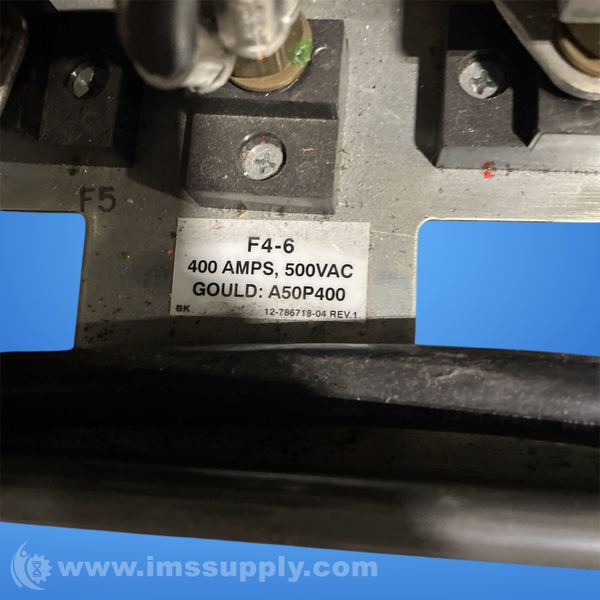 F5
F4-6
400 AMPS, 500VAC
GOULD: A50P400
BK 12-786718-04 REV.1
www.imssupply.com